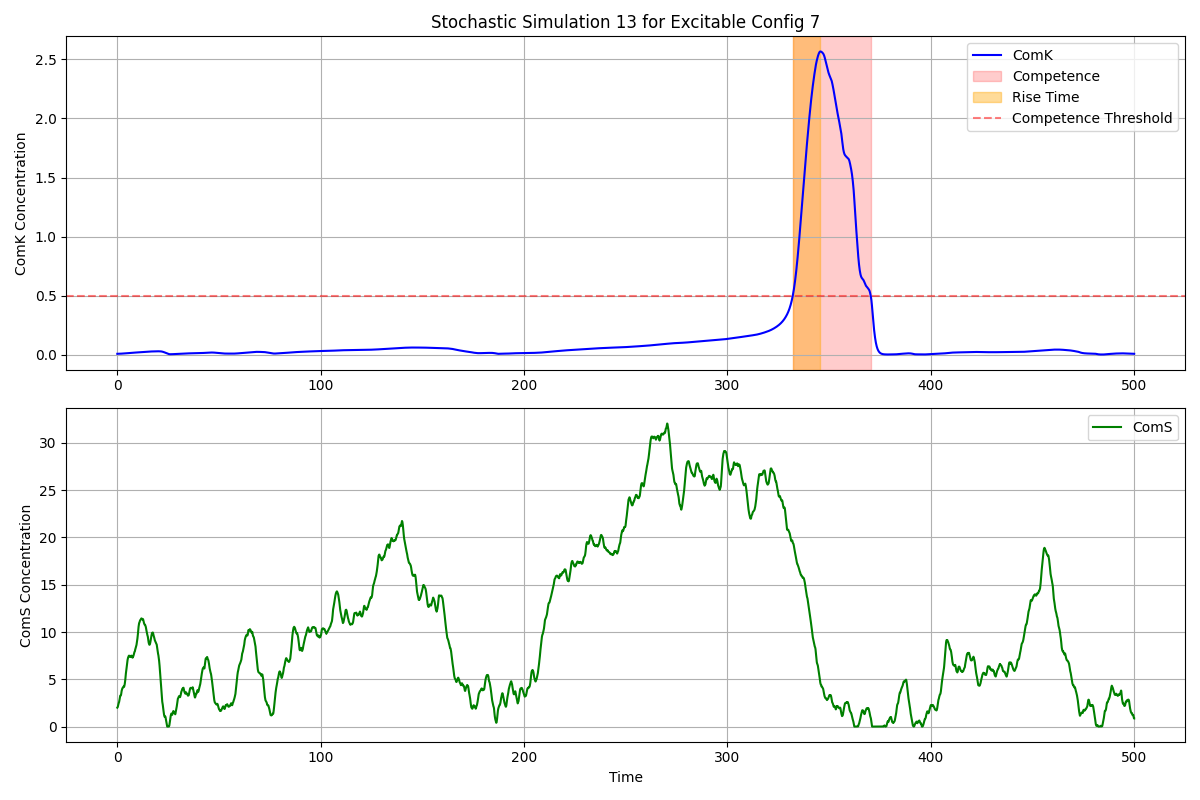 Stochastic Simulation 13 for Excitable Config 7
ComK Concentration
2.5
2.0
1.5
1.0
0.5
0.0
ComK
Competence
Rise Time
Competence Threshold
0 100 200 300 400 500
ComS Concentration
30
25
20
15
10
5
0
ComS
0 100 200 300 400 500
Time